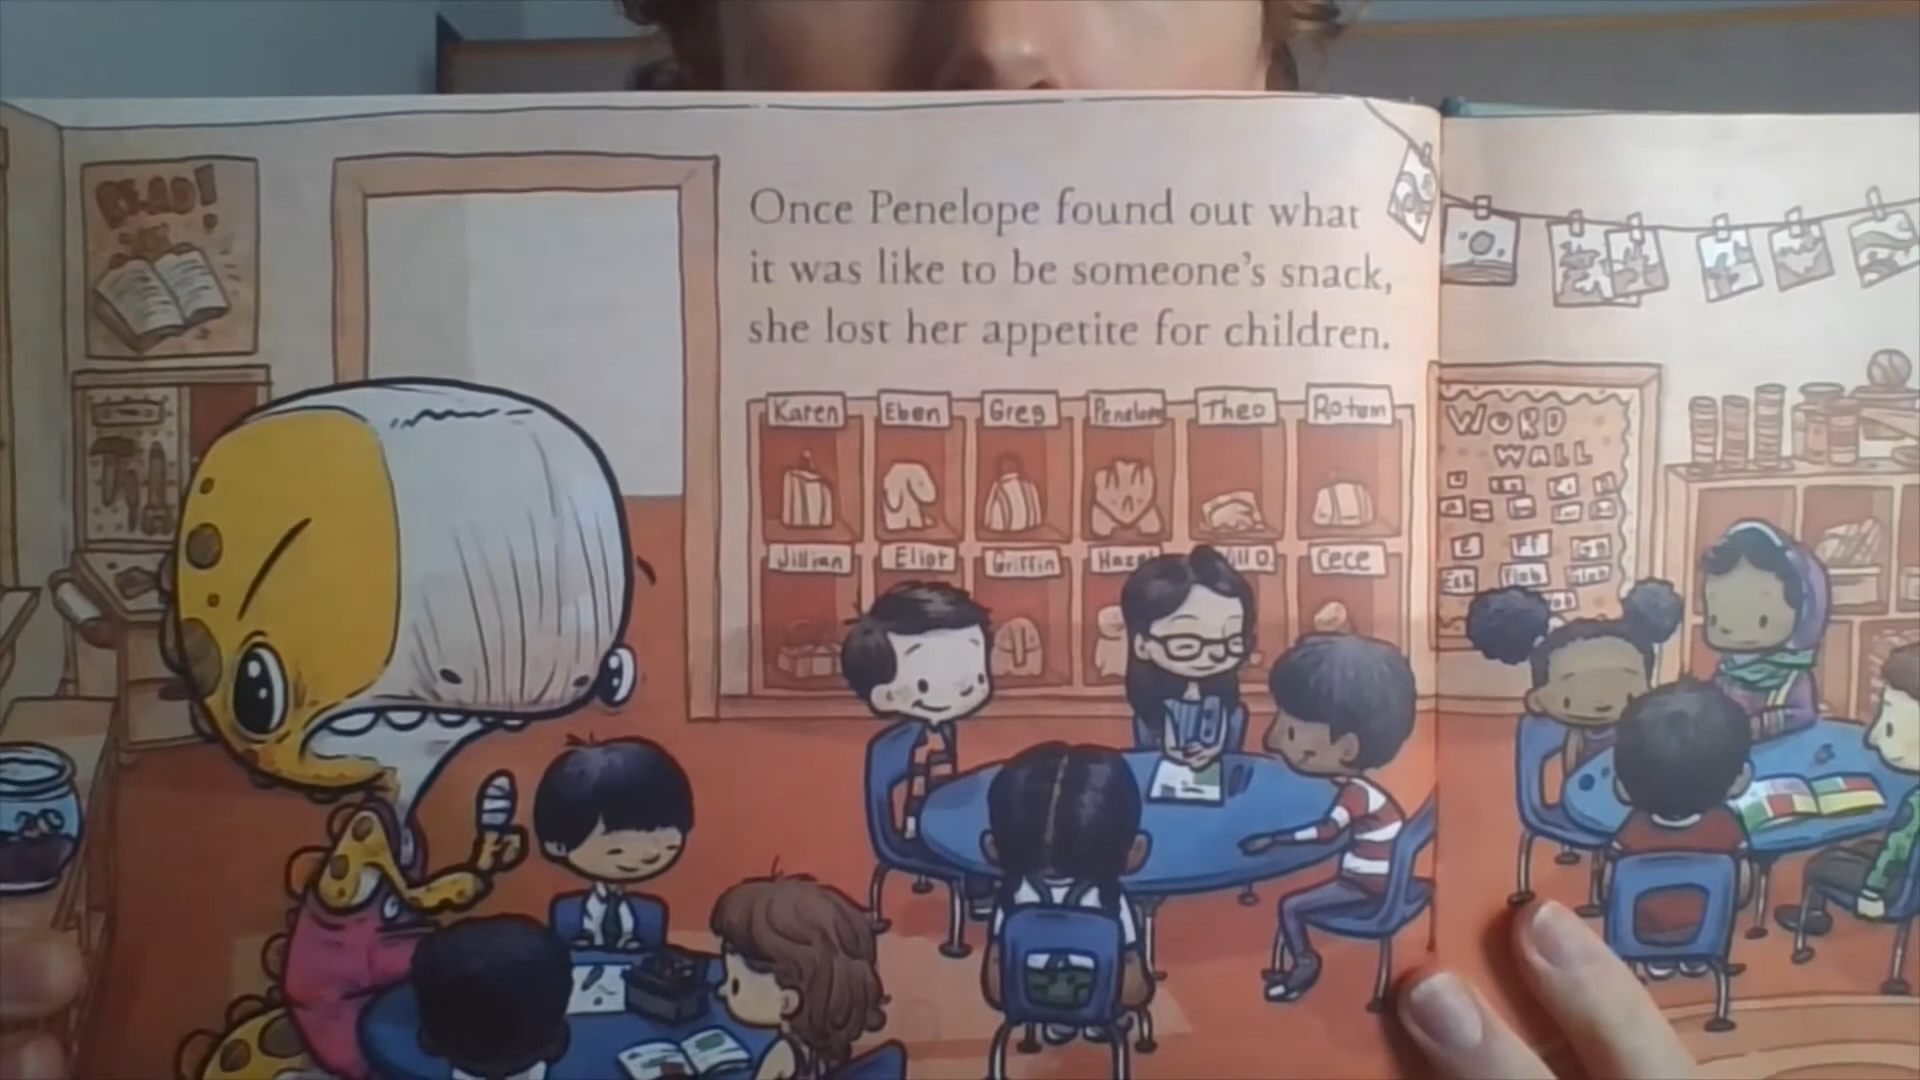 READ!
Once Penelope found out what
it was like to be someone's snack,
she lost her appetite for children.
Karen Eben Greg Penelope Theo Rotem
Jillian Eliot Griffin Cece
WORD
WALL